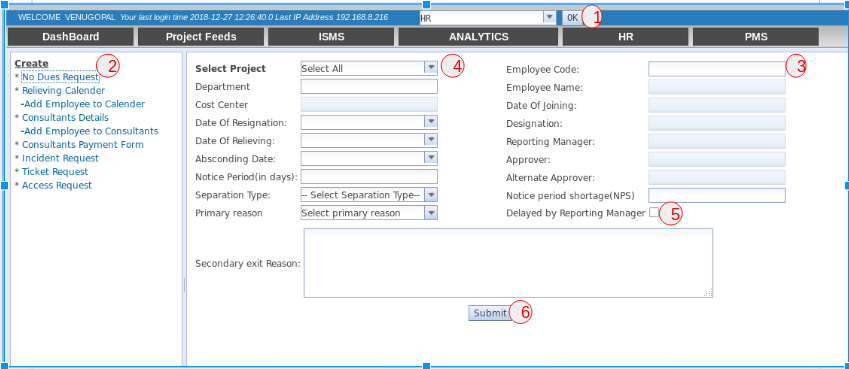 WELCOME VENUGOPAL Your last login time 2018-12-27 12:26:40.0 Last IP Address 192.168.8.216 HR OK 1
DashBoard Project Feeds ISMS ANALYTICS HR PMS
Create 2
* No Dues Request
* Relieving Calender
-Add Employee to Calender
* Consultants Details
-Add Employee to Consultants
* Consultants Payment Form
* Incident Request
* Ticket Request
* Access Request
Select Project Select All 4 Employee Code: 3
Department Employee Name:
Cost Center Date Of Joining:
Date Of Resignation: Designation:
Date Of Relieving: Reporting Manager:
Absconding Date: Approver:
Notice Period(in days): Alternate Approver:
Separation Type: -- Select Separation Type-- Notice period shortage(NPS)
Primary reason Select primary reason Delayed by Reporting Manager 5
Secondary exit Reason:
Submit 6